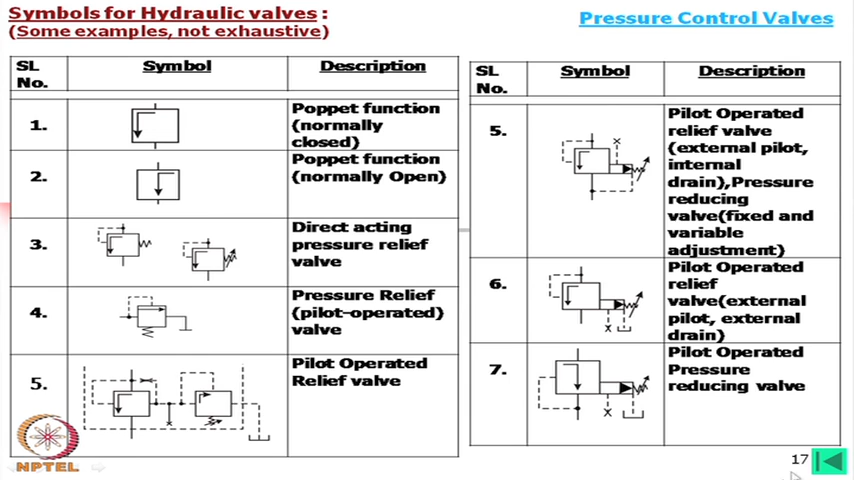 Symbols for Hydraulic valves :
(Some examples, not exhaustive)
Pressure Control Valves
SL
No.
Symbol
Description
1.
Poppet function
(normally
closed)
2.
Poppet function
(normally Open)
3.
Direct acting
pressure relief
valve
4.
Pressure Relief
(pilot-operated)
valve
5.
Pilot Operated
Relief valve
SL
No.
Symbol
Description
5.
Pilot Operated
relief valve
(external pilot,
internal
drain),Pressure
reducing
valve(fixed and
variable
adjustment)
6.
Pilot Operated
relief
valve(external
pilot, external
drain)
7.
Pilot Operated
Pressure
reducing valve
NPTEL
17